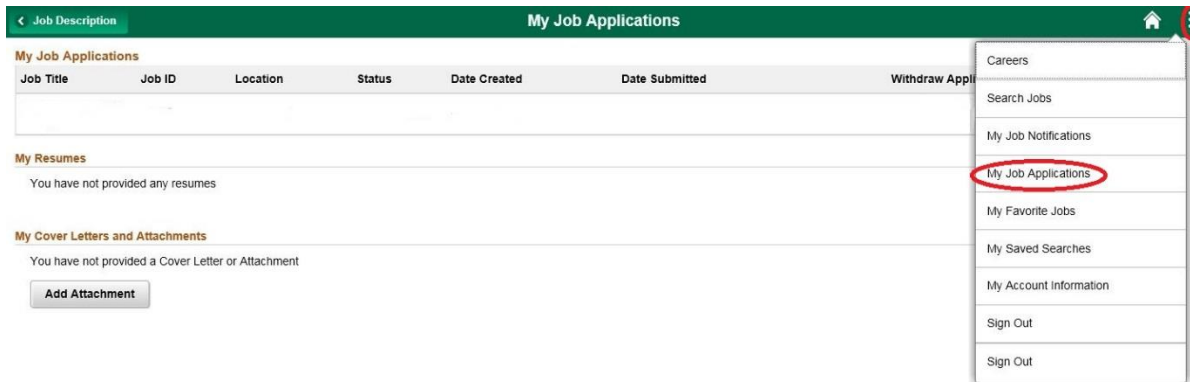 Job Description
My Job Applications
My Job Applications
Job Title Job ID Location Status Date Created Date Submitted Withdraw Appli
My Resumes
You have not provided any resumes
My Cover Letters and Attachments
You have not provided a Cover Letter or Attachment
Add Attachment
Careers
Search Jobs
My Job Notifications
My Job Applications
My Favorite Jobs
My Saved Searches
My Account Information
Sign Out
Sign Out